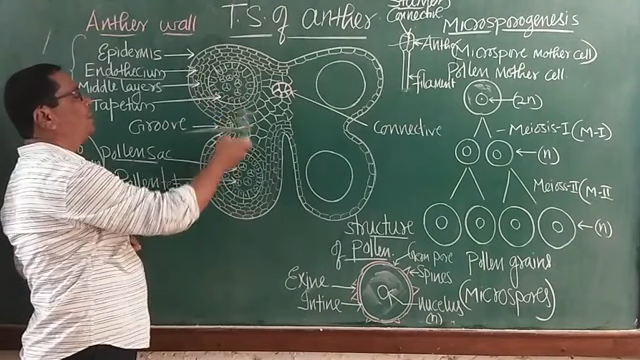 Anther wall
T.S. of anther
Epidermis
Endothecium
Middle layers
Tapetum
Groove
Pollen Sac
Connective
Connective
Anther
filament
Microsporogenesis
(Microspore mother cell)
Pollen mother cell
(2n)
Meiosis-I (M-I)
(n)
Meiosis-II (M-II
(n)
Pollen grains
(Microspores)
structure
of Pollen
Germ pore
Spines
Exine
Intine
nucelus
(n)